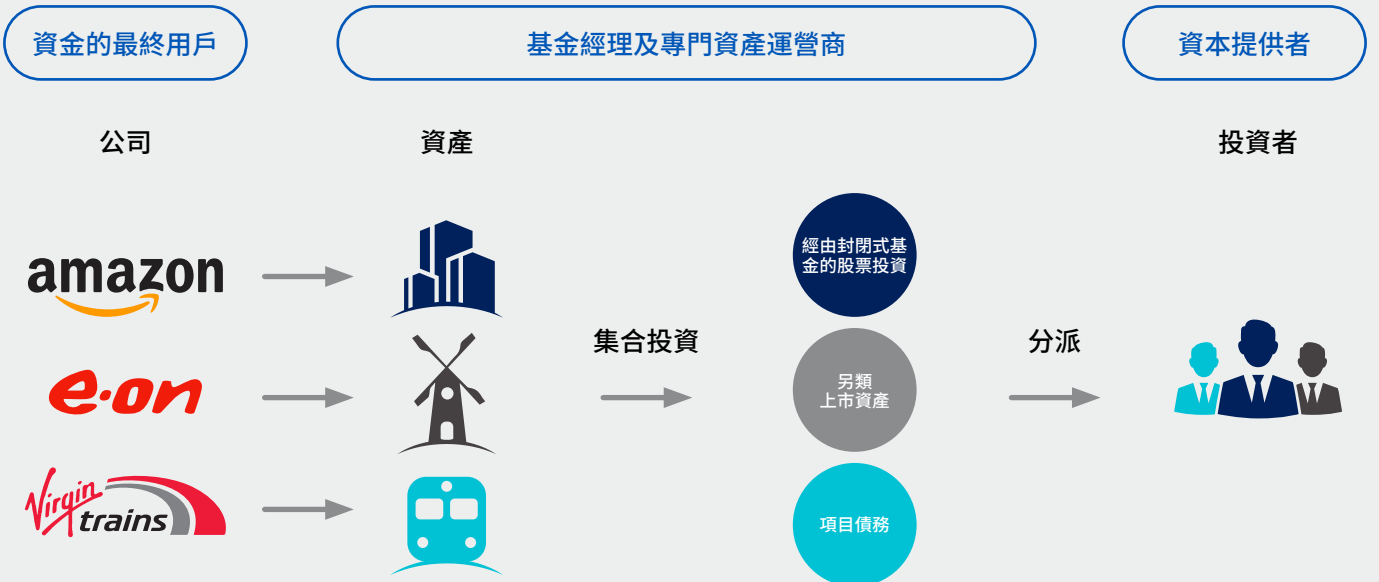 資金的最終用戶
基金經理及專門資產運營商
資本提供者
公司
資產
投資者
amazon
e·on
Virgin
trains
集合投資
經由封閉式基
金的股票投資
另類
上市資產
項目債務
分派